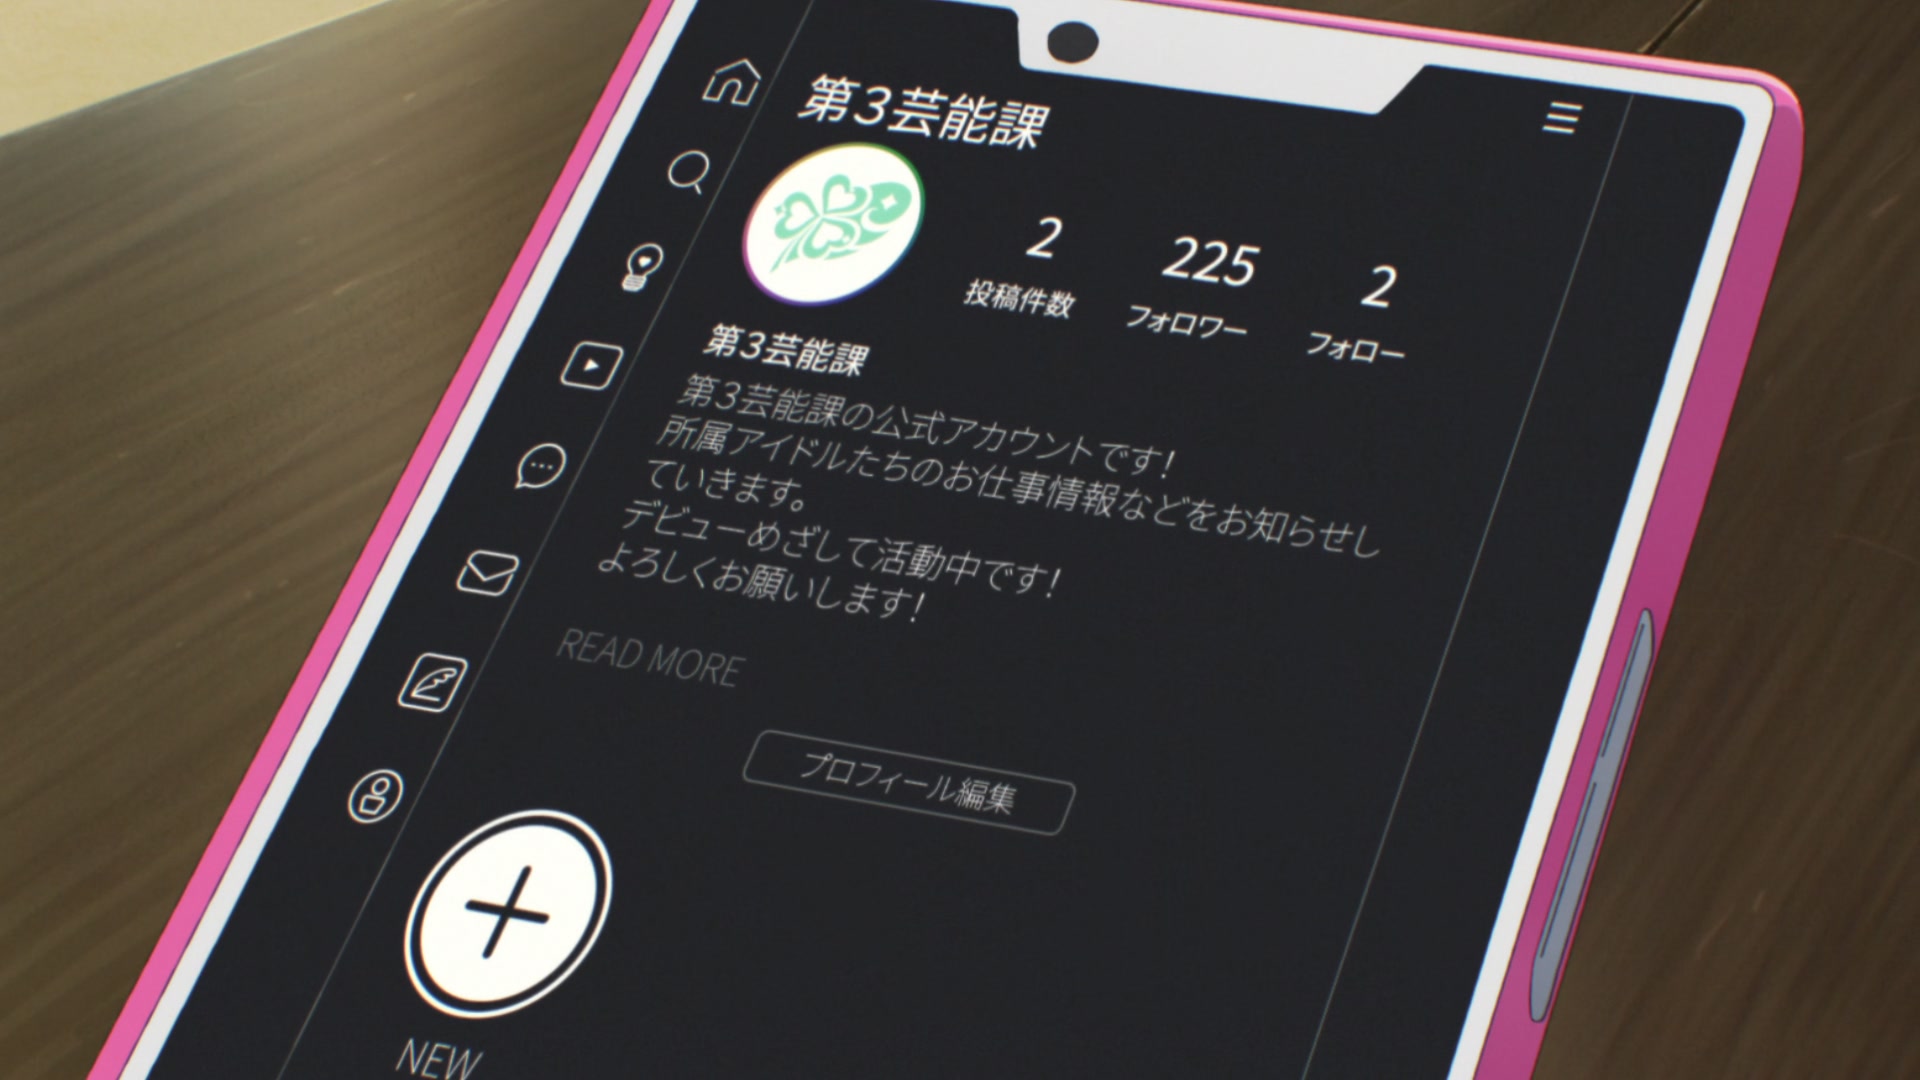 第3芸能課
2 225 2
投稿件数 フォロワー フォロー
第3芸能課
第3芸能課の公式アカウントです!
所属アイドルたちのお仕事情報などをお知らせし
ていきます。
デビューめざして活動中です!
よろしくお願いします!
READ MORE
プロフィール編集
NEW